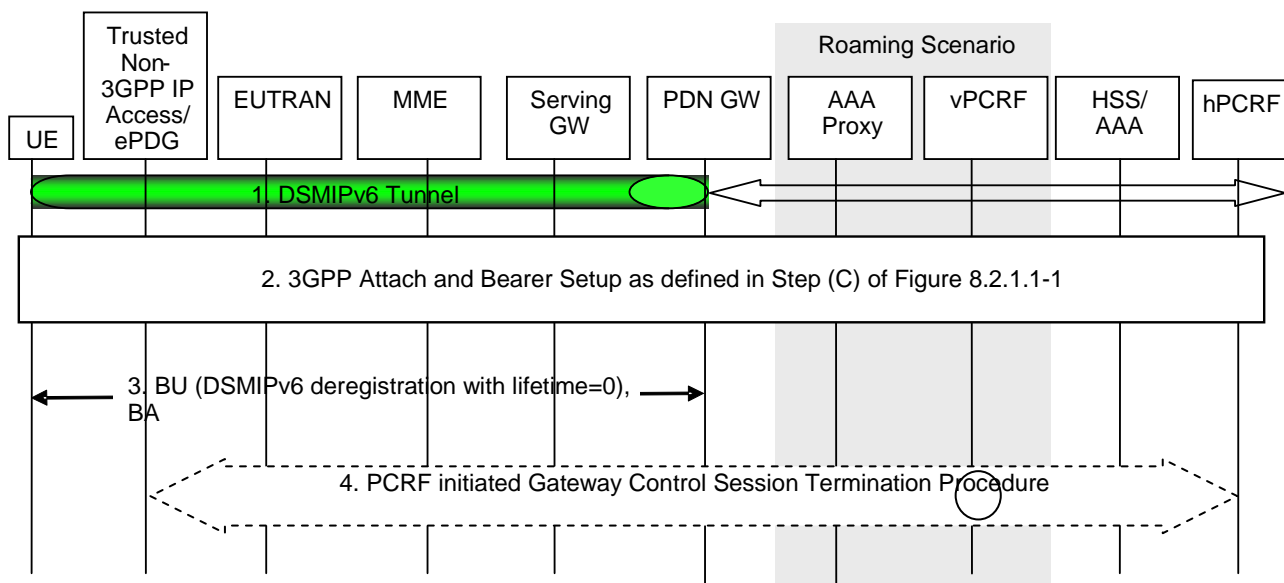 Trusted
Non-
3GPP IP
Access/
ePDG
Roaming Scenario
UE
EUTRAN
MME
Serving
GW
PDN GW
AAA
Proxy
vPCRF
HSS/
AAA
hPCRF
1. DSMIPv6 Tunnel
2. 3GPP Attach and Bearer Setup as defined in Step (C) of Figure 8.2.1.1-1
3. BU (DSMIPv6 deregistration with lifetime=0),
BA
4. PCRF initiated Gateway Control Session Termination Procedure